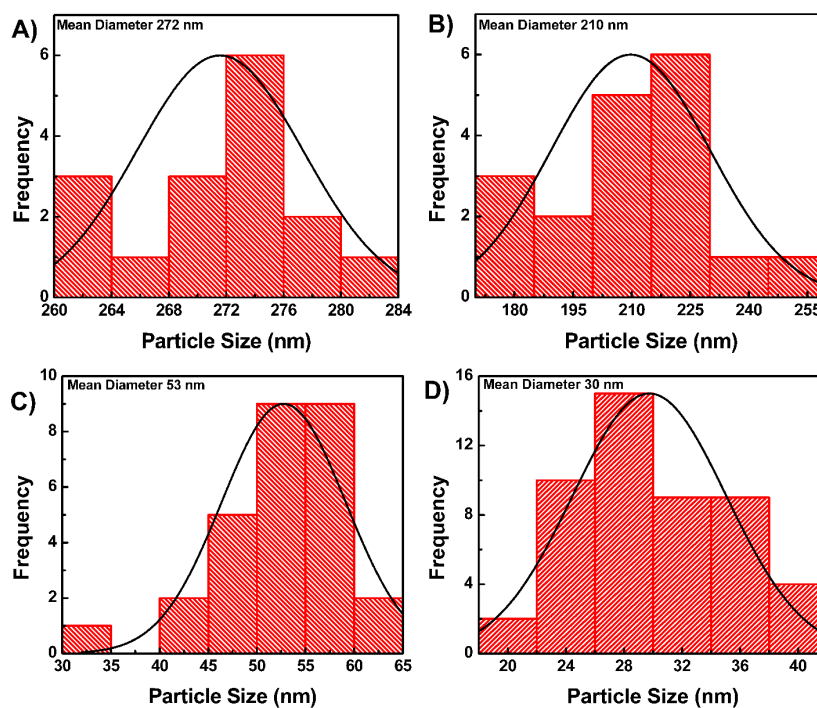 A)
Mean Diameter 272 nm
Frequency
6
4
2
0
260 264 268 272 276 280 284
Particle Size (nm)
B)
Mean Diameter 210 nm
Frequency
6
4
2
0
180 195 210 225 240 255
Particle Size (nm)
C)
Mean Diameter 53 nm
Frequency
10
8
6
4
2
0
30 35 40 45 50 55 60 65
Particle Size (nm)
D)
Mean Diameter 30 nm
Frequency
16
12
8
4
0
20 24 28 32 36 40
Particle Size (nm)